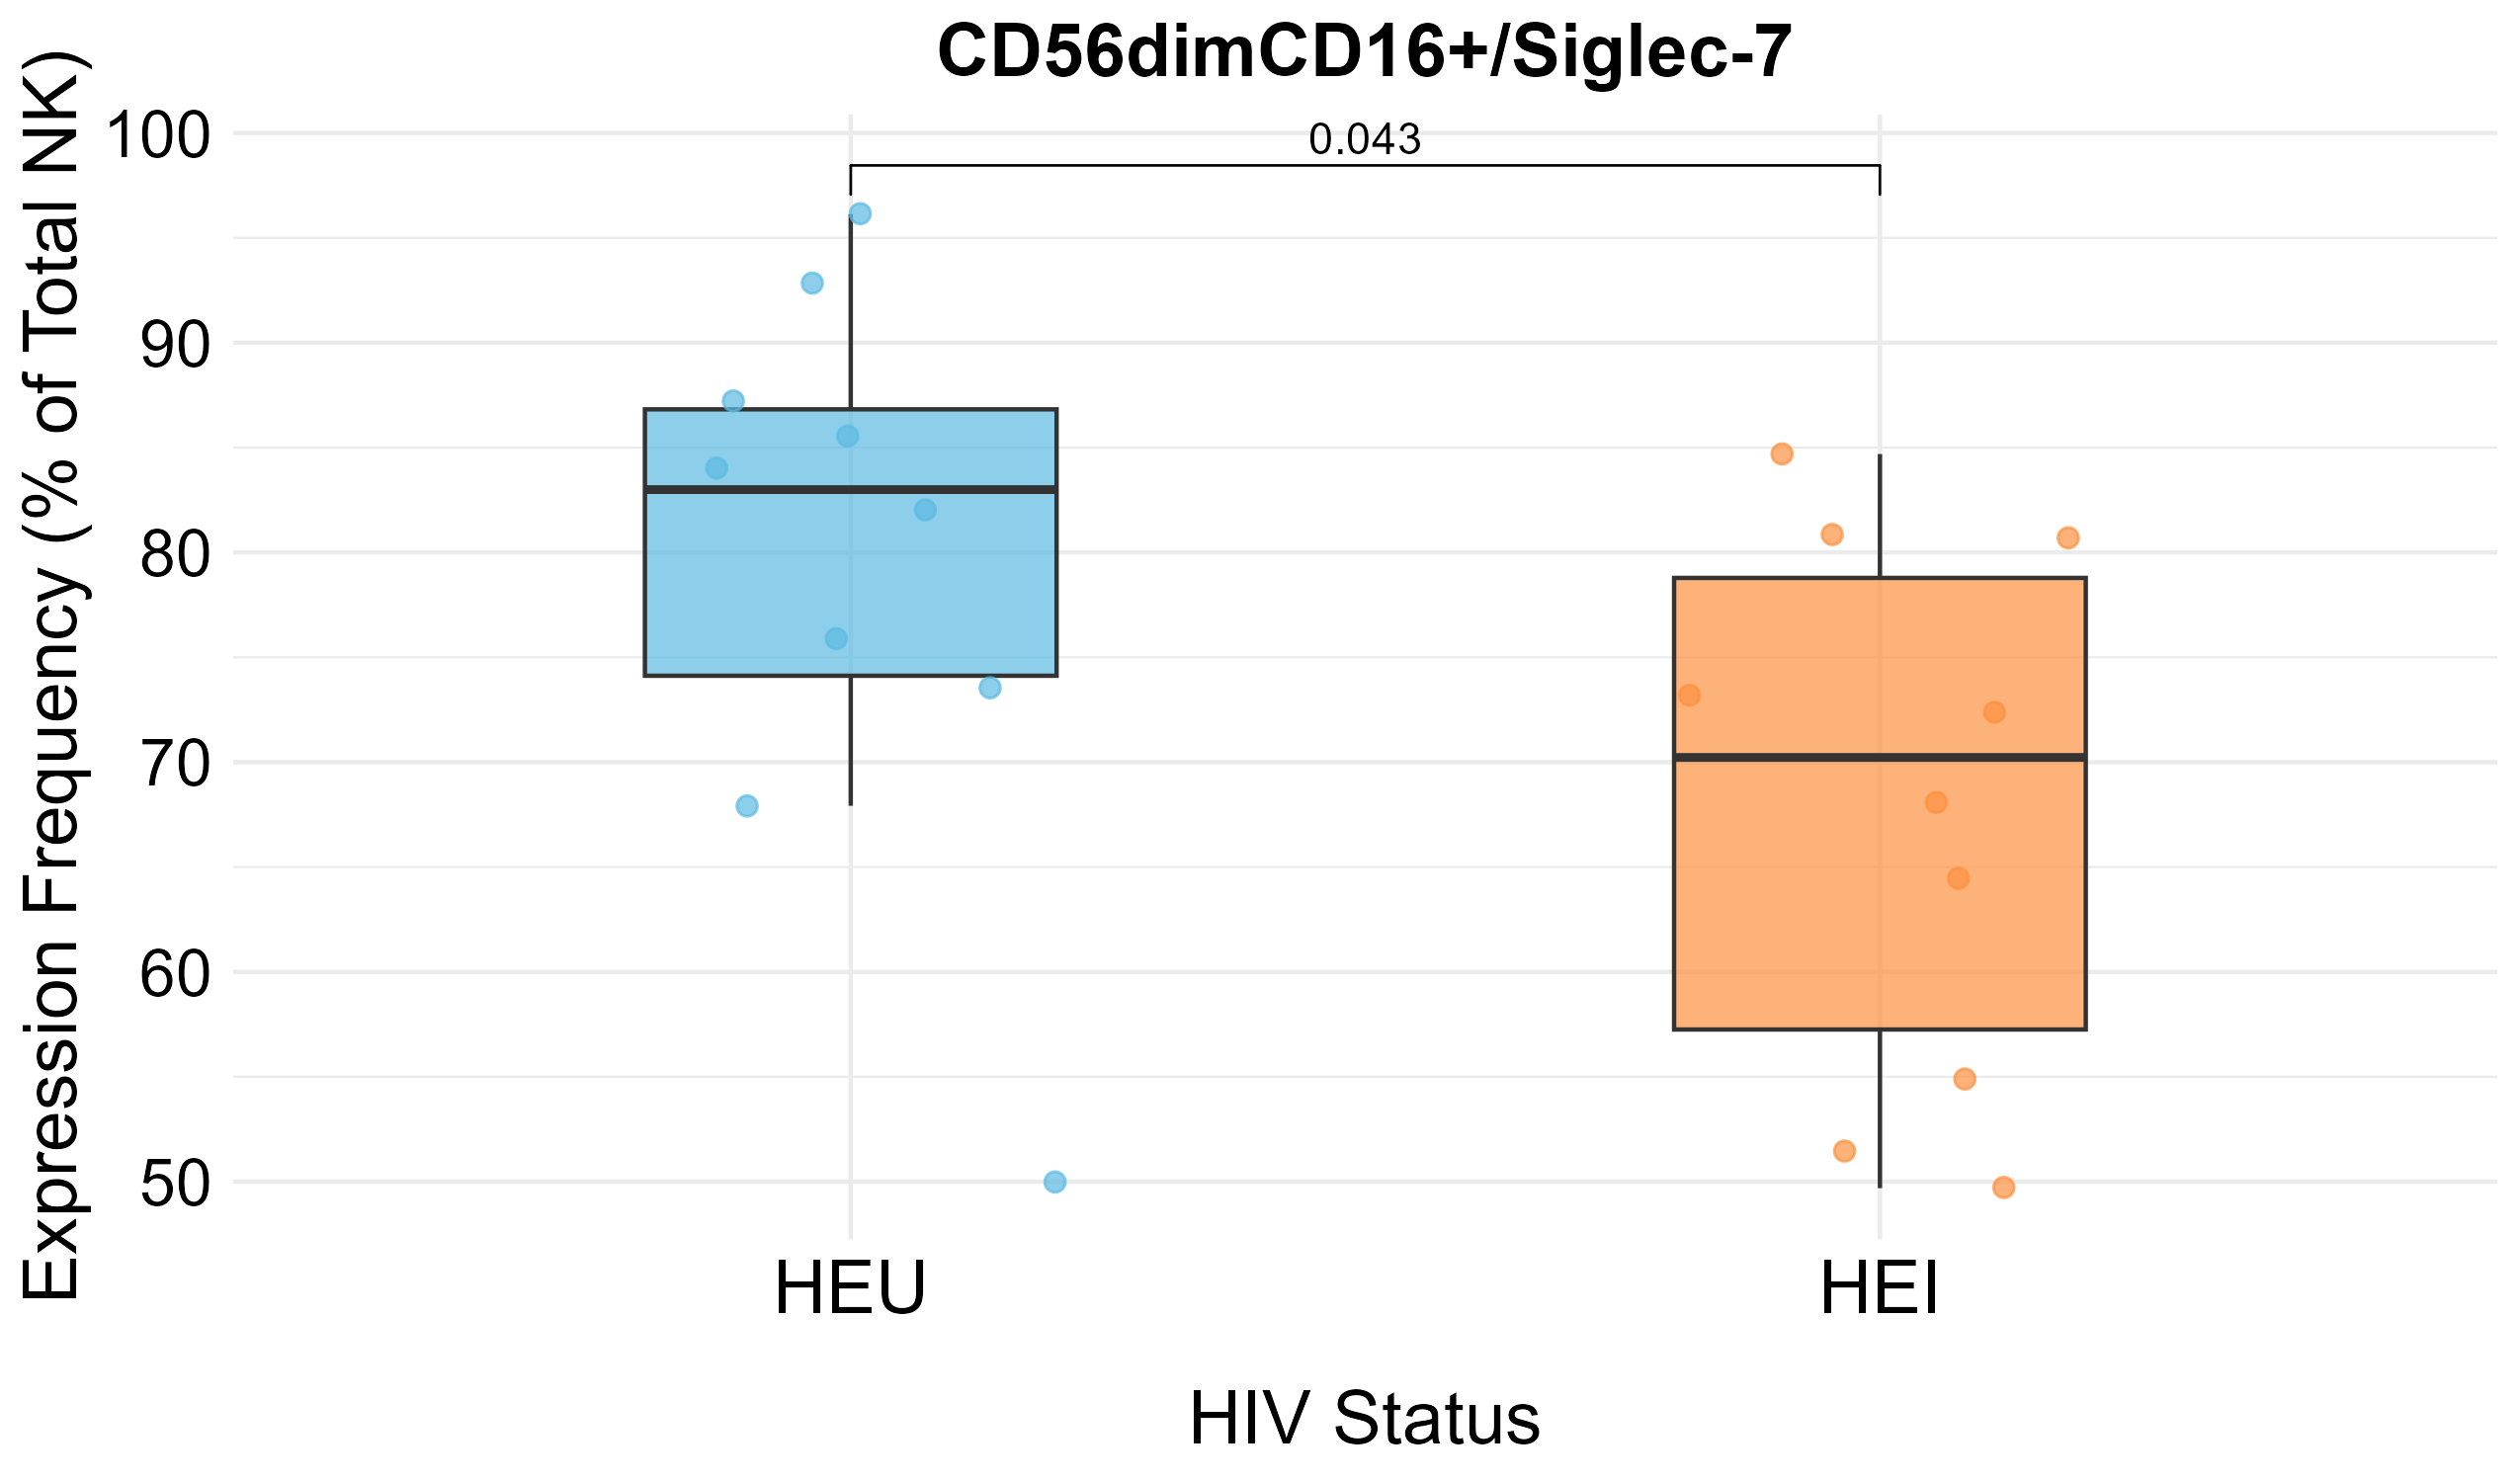 CD56dimCD16+/Siglec-7
Expression Frequency (% of Total NK)
100
90
80
70
60
50
0.043
HEU
HEI
HIV Status